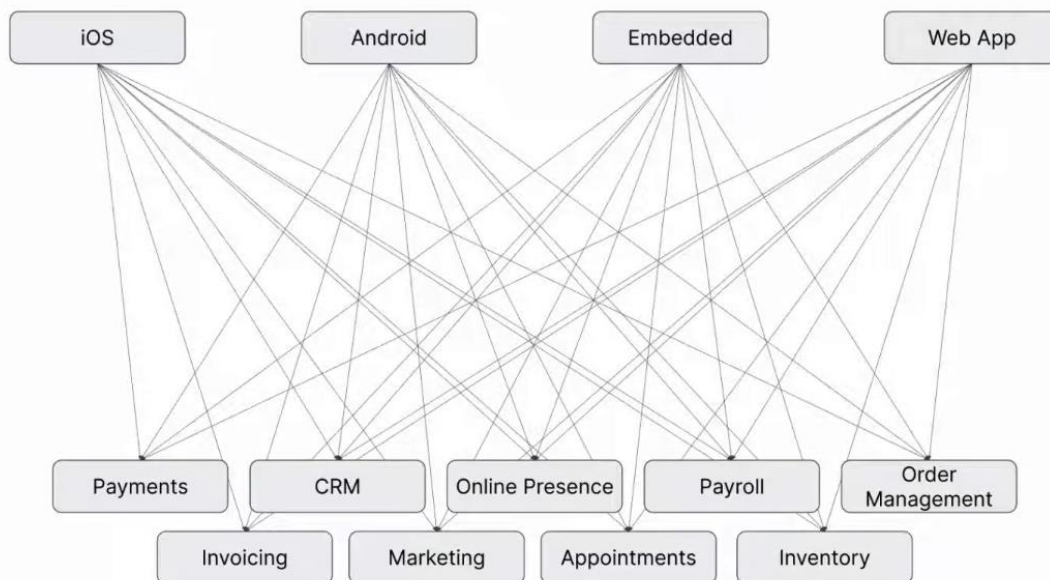 iOS
Android
Embedded
Web App
Payments
CRM
Online Presence
Payroll
Order
Management
Invoicing
Marketing
Appointments
Inventory